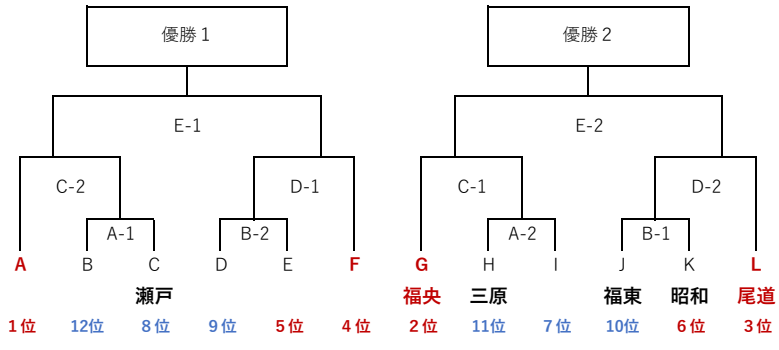 優勝１ 優勝２
E-1 E-2
C-2 D-1 C-1 D-2
A-1 B-2 A-2 B-1
A B C D E F G H I J K L
瀬戸 福央 三原 福東 昭和 尾道
1位 12位 8位 9位 5位 4位 2位 11位 7位 10位 6位 3位